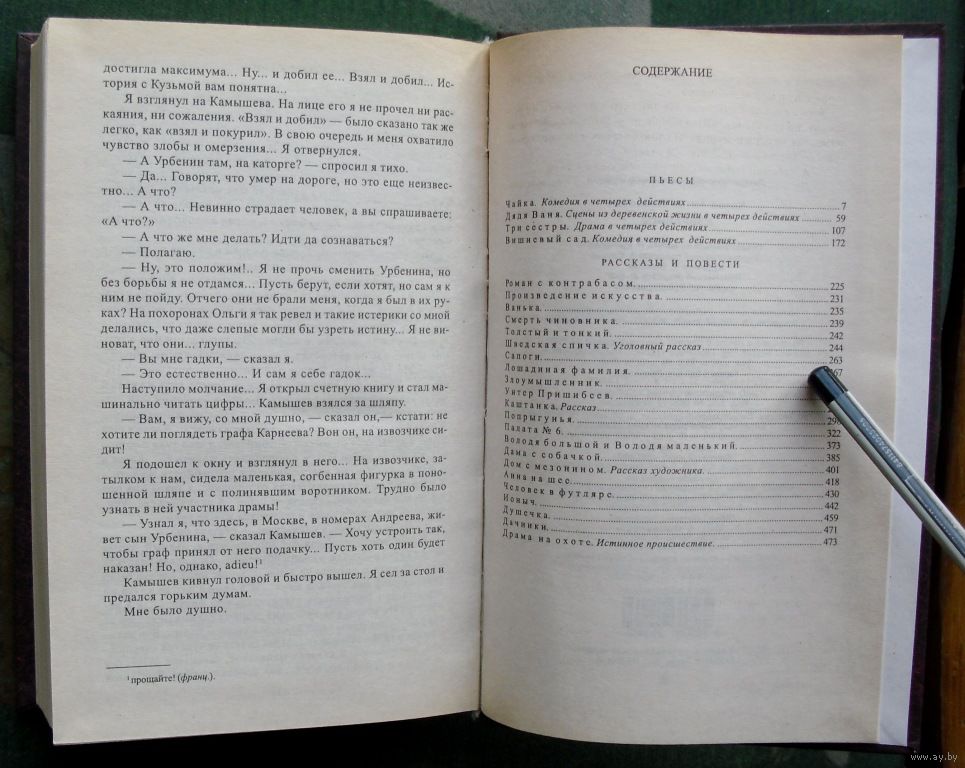 достигла максимума... Ну... и добил ее... Взял и добил... Ис-
тория с Кузьмой вам понятна...
Я взглянул на Камышева. На лице его я не прочел ни рас-
каяния, ни сожаления. «Взял и добил» — было сказано так же
легко, как «взял и покурил». В свою очередь и меня охватило
чувство злобы и омерзения... Я отвернулся.
— А Урбенин там, на каторге? — спросил я тихо.
— Да... Говорят, что умер на дороге, но это еще неизвес-
тно... А что?
— А что... Невинно страдает человек, а вы спрашиваете:
«А что?»
— А что же мне делать? Идти да сознаваться?
— Полагаю.
— Ну, это положим!.. Я не прочь сменить Урбенина, но
без борьбы я не отдамся... Пусть берут, если хотят, но сам я к
ним не пойду. Отчего они не брали меня, когда я был в их ру-
ках? На похоронах Ольги я так ревел и такие истерики со мной
делались, что даже слепые могли бы узреть истину... Я не ви-
новат, что они... глупы.
— Вы мне гадки, — сказал я.
— Это естественно... И сам я себе гадок...
Наступило молчание... Я открыл счетную книгу и стал ма-
шинально читать цифры... Камышев взялся за шляпу.
— Вам, я вижу, со мной душно, — сказал он,— кстати: не
хотите ли поглядеть графа Карнеева? Вон он, на извозчике си-
дит!
Я подошел к окну и взглянул в него... На извозчике, за-
тылком к нам, сидела маленькая, согбенная фигурка в поно-
шенной шляпе и с полинявшим воротником. Трудно было
узнать в ней участника драмы!
— Узнал я, что здесь, в Москве, в номерах Андреева, жи-
вет сын Урбенина, — сказал Камышев. — Хочу устроить так,
чтобы граф принял от него подачку... Пусть хоть один будет
наказан! Но, однако, adieu!¹
Камышев кивнул головой и быстро вышел. Я сел за стол и
предался горьким думам.
Мне было душно.
¹ прощайте! (франц.).
СОДЕРЖАНИЕ
ПЬЕСЫ
Чайка. Комедия в четырех действиях 7
Дядя Ваня. Сцены из деревенской жизни в четырех действиях 59
Три сестры. Драма в четырех действиях 107
Вишневый сад. Комедия в четырех действиях 172
РАССКАЗЫ И ПОВЕСТИ
Роман с контрабасом. 225
Произведение искусства. 231
Ванька. 235
Смерть чиновника. 239
Толстый и тонкий. 242
Шведская спичка. Уголовный рассказ 244
Сапоги. 263
Лошадиная фамилия.
Злоумышленник.
Унтер Пришибеев.
Каштанка. Рассказ
Попрыгунья.
Палата № 6. 322
Володя большой и Володя маленький. 373
Дама с собачкой. 385
Дом с мезонином. Рассказ художника. 401
Анна на шее. 418
Человек в футляре. 430
Ионыч. 442
Душечка. 459
Дачники. 471
Драма на охоте. Истинное происшествие. 473
www.ay.by